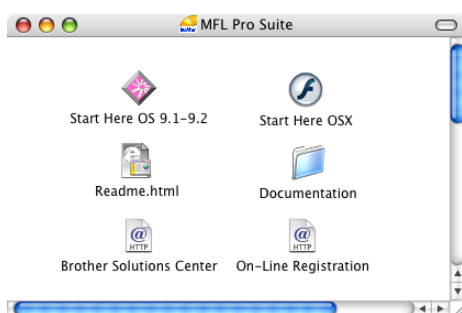 MFL Pro Suite
Start Here OS 9.1-9.2
Start Here OSX
Readme.html
Documentation
@
HTTP
@
HTTP
Brother Solutions Center
On-Line Registration